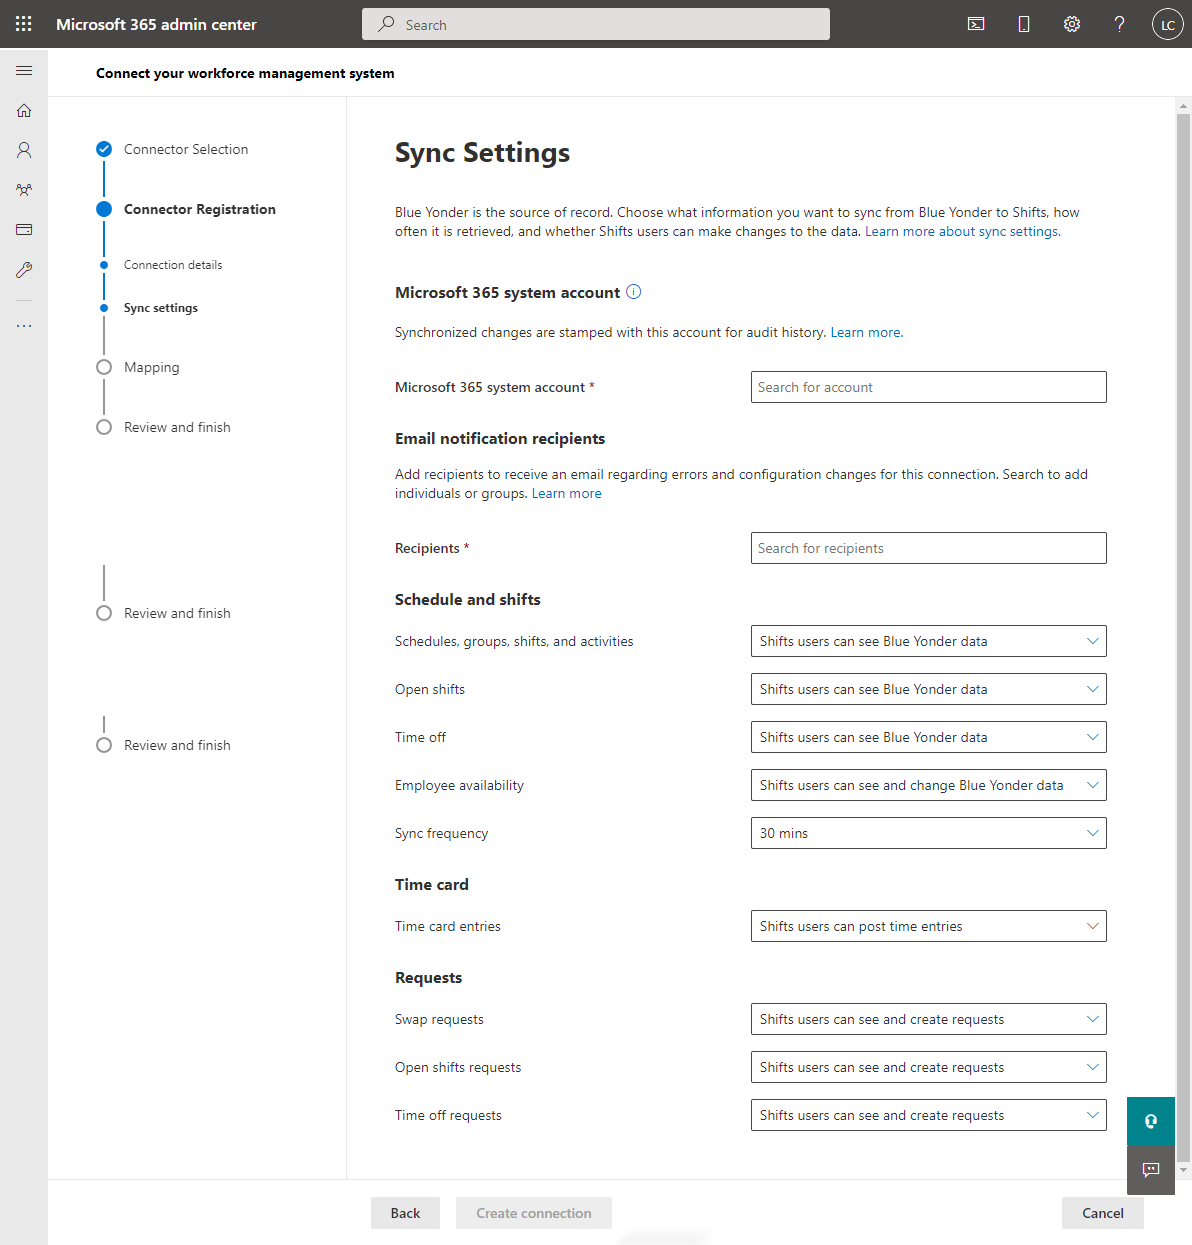 Microsoft 365 admin center
Search
LC
Connect your workforce management system
Connector Selection
Connector Registration
Connection details
Sync settings
Mapping
Review and finish
Review and finish
Review and finish
Sync Settings
Blue Yonder is the source of record. Choose what information you want to sync from Blue Yonder to Shifts, how
often it is retrieved, and whether Shifts users can make changes to the data. Learn more about sync settings.
Microsoft 365 system account
Synchronized changes are stamped with this account for audit history. Learn more.
Microsoft 365 system account * Search for account
Email notification recipients
Add recipients to receive an email regarding errors and configuration changes for this connection. Search to add
individuals or groups. Learn more
Recipients * Search for recipients
Schedule and shifts
Schedules, groups, shifts, and activities Shifts users can see Blue Yonder data
Open shifts Shifts users can see Blue Yonder data
Time off Shifts users can see Blue Yonder data
Employee availability Shifts users can see and change Blue Yonder data
Sync frequency 30 mins
Time card
Time card entries Shifts users can post time entries
Requests
Swap requests Shifts users can see and create requests
Open shifts requests Shifts users can see and create requests
Time off requests Shifts users can see and create requests
Back Create connection Cancel